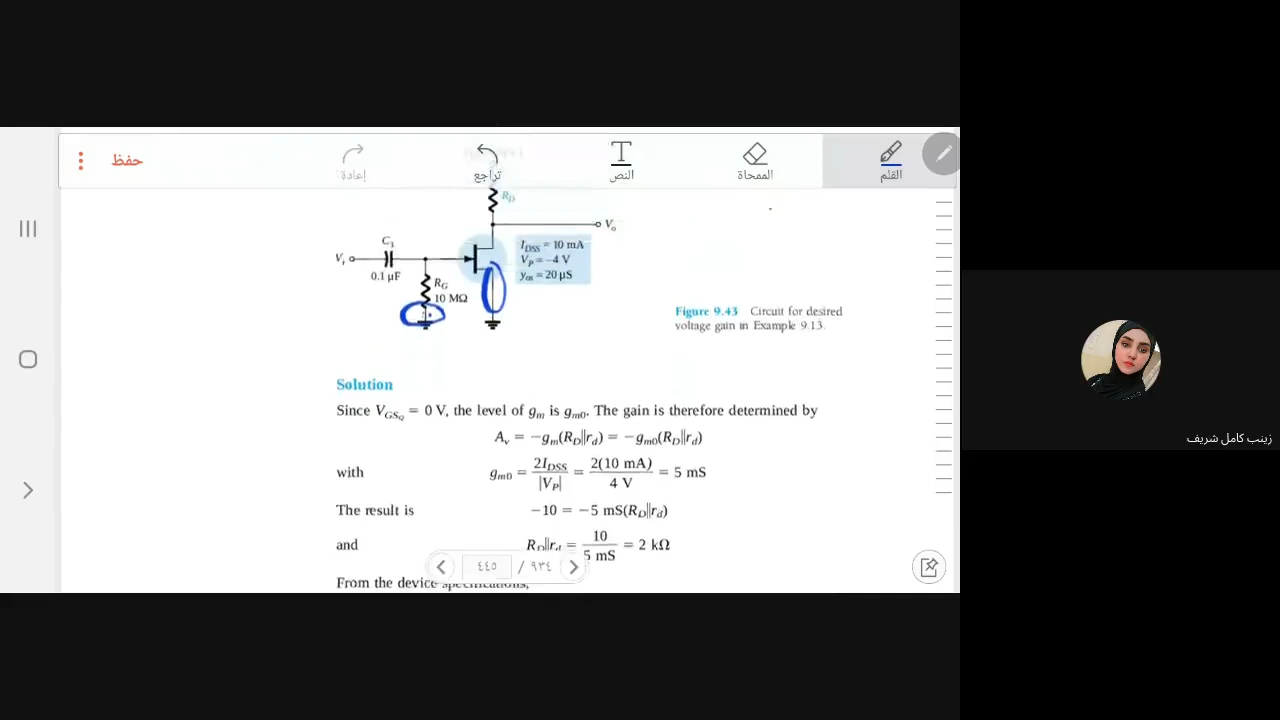 حفظ
إعادة
تراجع
النص
الممحاة
القلم
R_D
V_o
C_1
V_i
0.1 µF
I_DSS = 10 mA
V_P = −4 V
y_os = 20 µS
R_G
10 MΩ
Figure 9.43 Circuit for desired
voltage gain in Example 9.13.
Solution
Since V_GSQ = 0 V, the level of g_m is g_m0. The gain is therefore determined by
A_v = −g_m(R_D||r_d) = −g_m0(R_D||r_d)
with g_m0 = 2I_DSS / |V_P| = 2(10 mA) / 4 V = 5 mS
The result is −10 = −5 mS(R_D||r_d)
and R_D||r_d = 10 / 5 mS = 2 kΩ
٤٤٥ / ٩٣٤
From the device specifications,
زينب كامل شريف